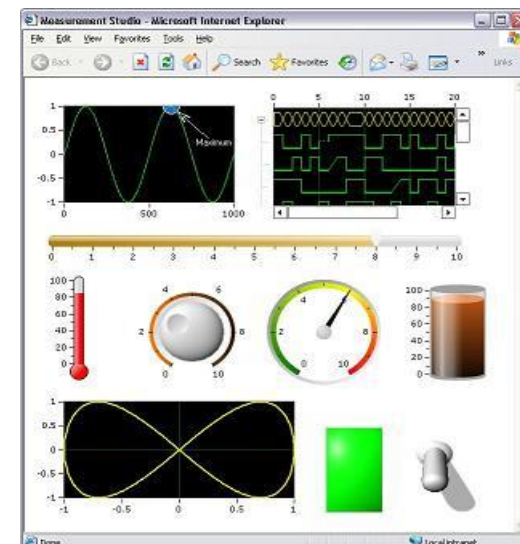 Measurement Studio - Microsoft Internet Explorer
File Edit View Favorites Tools Help
Back Search Favorites Links
0 5 10 15 20
1
0.5
0
-0.5
-1
Maximum
0 500 1000
0 1 2 3 4 5 6 7 8 9 10
100
80
60
40
20
0
0 2 4 6 8 10
0 2 4 8 10
100
80
60
40
20
0
1
0.5
0
-0.5
-1
-1 -0.5 0 0.5 1
Done Local intranet